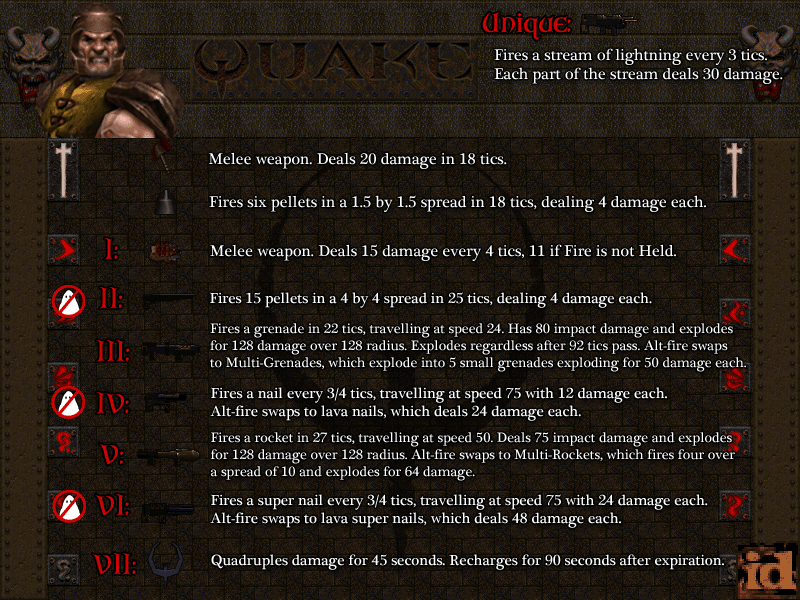 Unique:
Fires a stream of lightning every 3 tics.
Each part of the stream deals 30 damage.
QUAKE
Melee weapon. Deals 20 damage in 18 tics.
Fires six pellets in a 1.5 by 1.5 spread in 18 tics, dealing 4 damage each.
I:
Melee weapon. Deals 15 damage every 4 tics, 11 if Fire is not Held.
II:
Fires 15 pellets in a 4 by 4 spread in 25 tics, dealing 4 damage each.
III:
Fires a grenade in 22 tics, travelling at speed 24. Has 80 impact damage and explodes
for 128 damage over 128 radius. Explodes regardless after 92 tics pass. Alt-fire swaps
to Multi-Grenades, which explode into 5 small grenades exploding for 50 damage each.
IV:
Fires a nail every 3/4 tics, travelling at speed 75 with 12 damage each.
Alt-fire swaps to lava nails, which deals 24 damage each.
V:
Fires a rocket in 27 tics, travelling at speed 50. Deals 75 impact damage and explodes
for 128 damage over 128 radius. Alt-fire swaps to Multi-Rockets, which fires four over
a spread of 10 and explodes for 64 damage.
VI:
Fires a super nail every 3/4 tics, travelling at speed 75 with 24 damage each.
Alt-fire swaps to lava super nails, which deals 48 damage each.
VII:
Quadruples damage for 45 seconds. Recharges for 90 seconds after expiration.
id